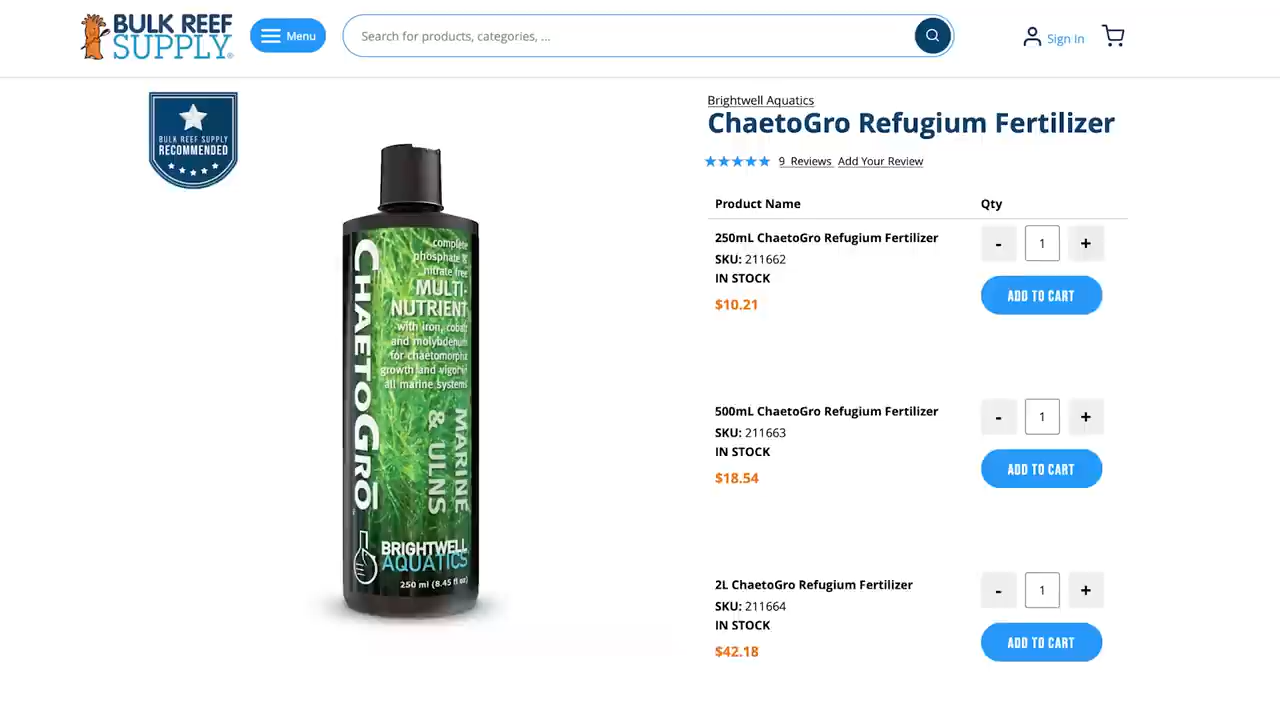 BULK REEF
SUPPLY®
Menu
Search for products, categories, ...
Sign In
BULK REEF SUPPLY
RECOMMENDED
complete
phosphate &
nitrate free
MULTI-
NUTRIENT
with iron, cobalt
and molybdenum
for chaetomorpha
growth and vigor in
all marine systems
CHAETOGRŌ
MARINE
& ULNS
BRIGHTWELL
AQUATICS
250 ml (8.45 fl oz)
Brightwell Aquatics
ChaetoGro Refugium Fertilizer
9 Reviews Add Your Review
Product Name Qty
250mL ChaetoGro Refugium Fertilizer
SKU: 211662
IN STOCK
$10.21
- 1 +
ADD TO CART
500mL ChaetoGro Refugium Fertilizer
SKU: 211663
IN STOCK
$18.54
- 1 +
ADD TO CART
2L ChaetoGro Refugium Fertilizer
SKU: 211664
IN STOCK
$42.18
- 1 +
ADD TO CART